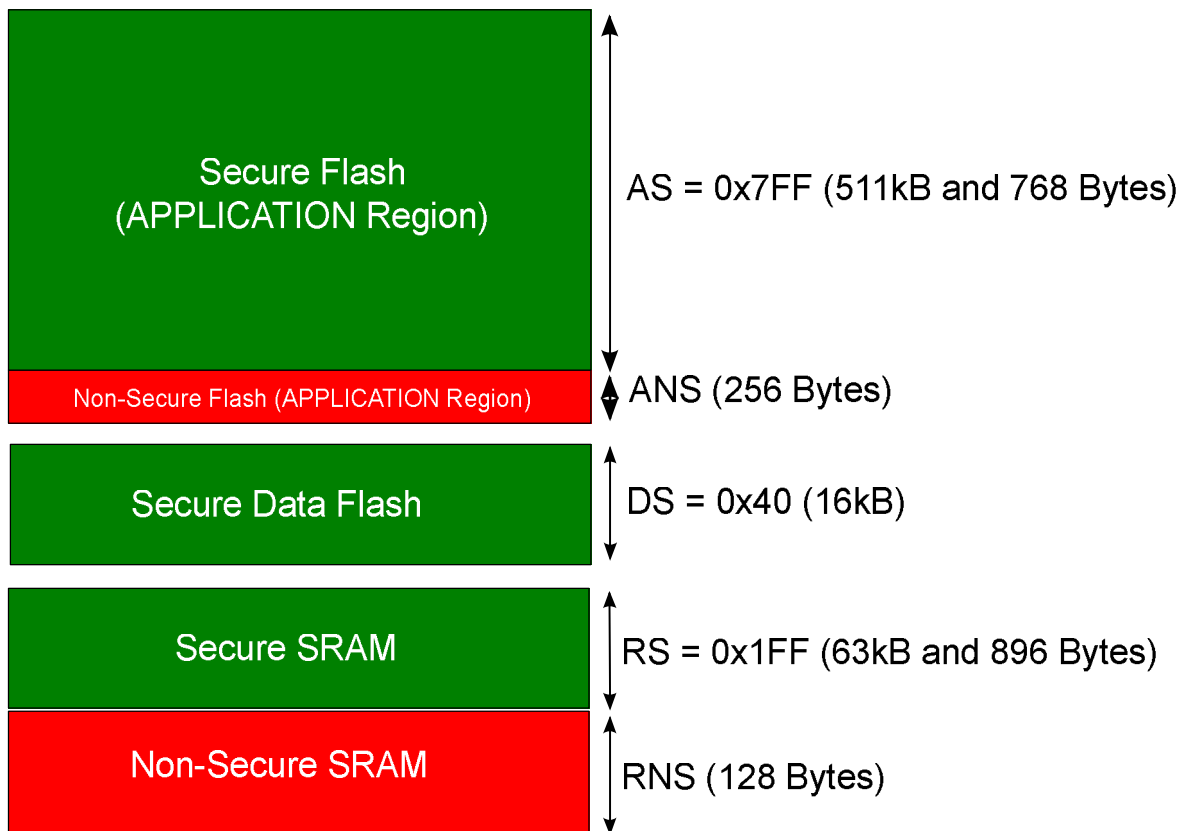 Secure Flash
(APPLICATION Region)
AS = 0x7FF (511kB and 768 Bytes)
Non-Secure Flash (APPLICATION Region)
ANS (256 Bytes)
Secure Data Flash
DS = 0x40 (16kB)
Secure SRAM
RS = 0x1FF (63kB and 896 Bytes)
Non-Secure SRAM
RNS (128 Bytes)